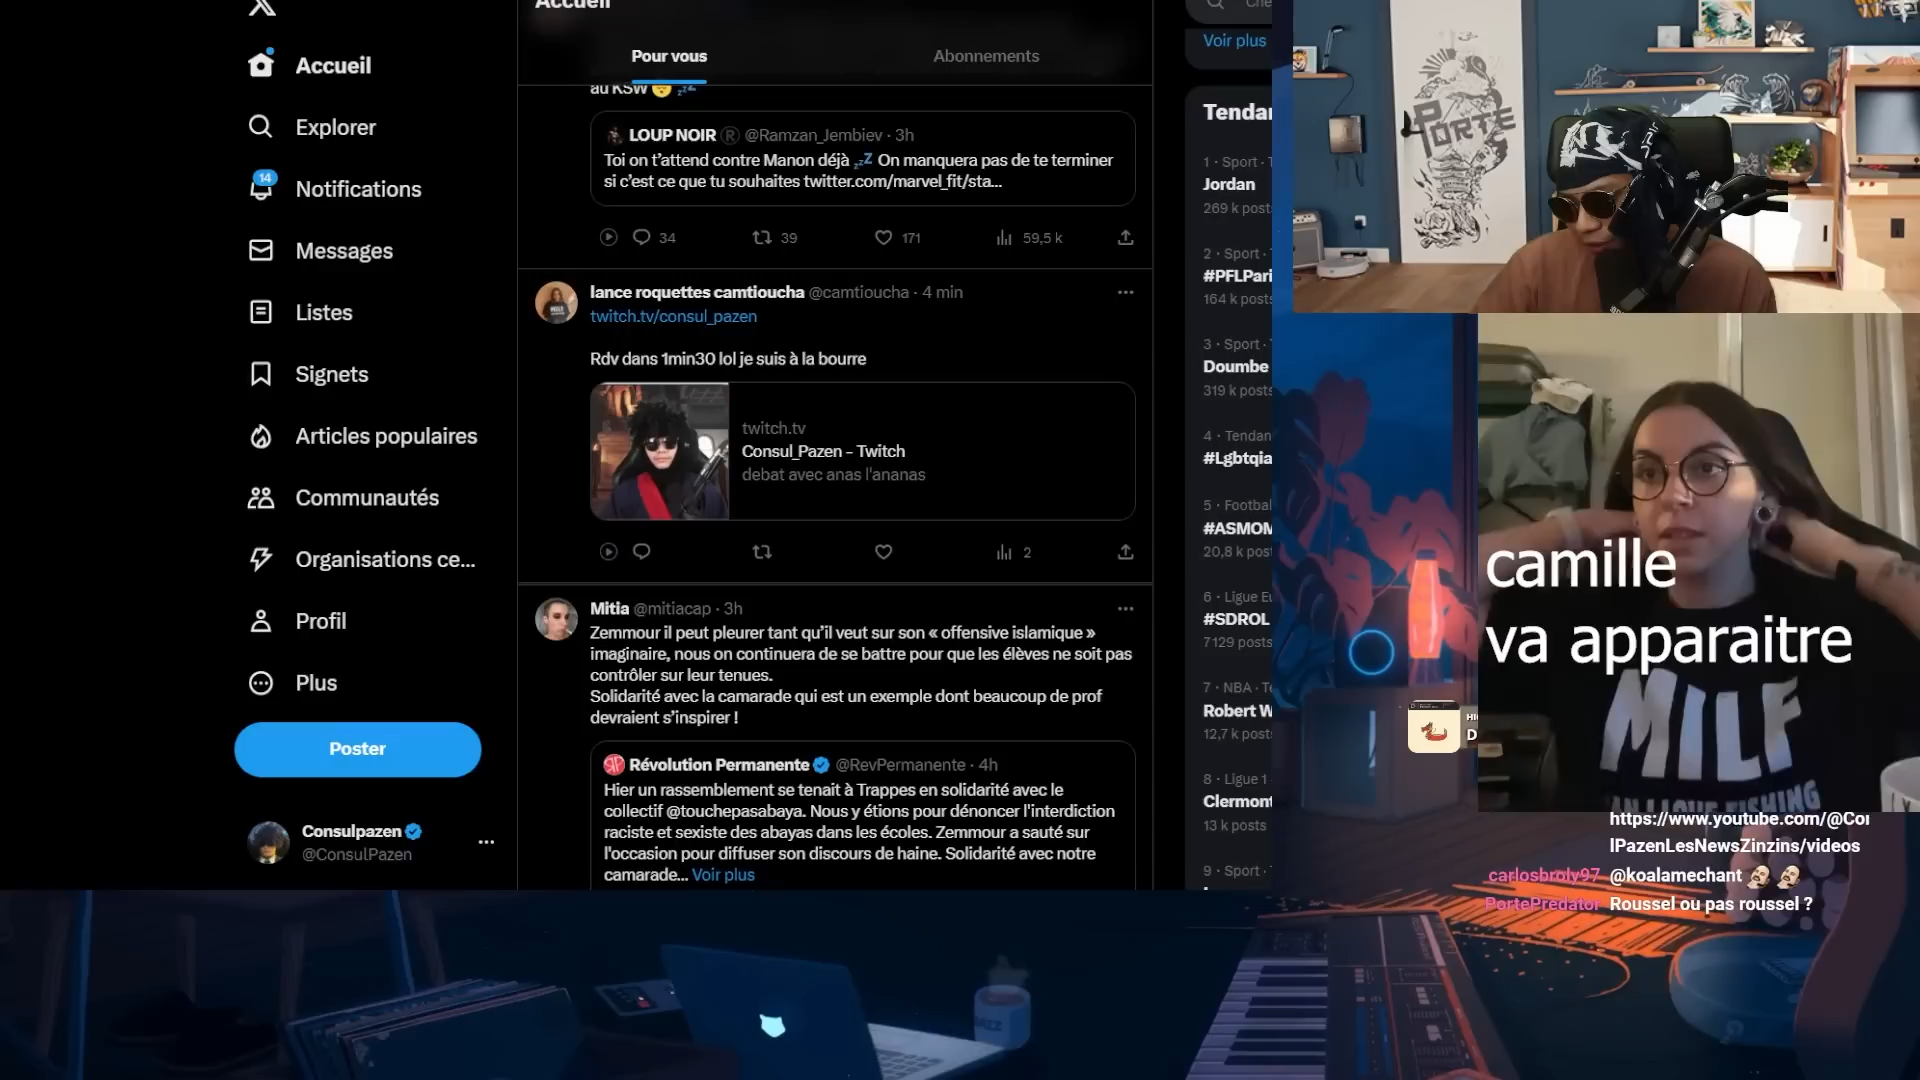 Accueil
Explorer
14
Notifications
Messages
Listes
Signets
Articles populaires
Communautés
Organisations ce...
Profil
Plus
Poster
Consulpazen
@ConsulPazen
Accueil
Pour vous
Abonnements
au KSW
LOUP NOIR ® @Ramzan_Jembiev · 3h
Toi on t’attend contre Manon déjà 💤 On manquera pas de te terminer
si c’est ce que tu souhaites twitter.com/marvel_fit/sta...
34
39
171
59,5 k
lance roquettes camtioucha @camtioucha · 4 min
twitch.tv/consul_pazen
Rdv dans 1min30 lol je suis à la bourre
twitch.tv
Consul_Pazen - Twitch
debat avec anas l'ananas
2
Mitia @mitiacap · 3h
Zemmour il peut pleurer tant qu’il veut sur son « offensive islamique »
imaginaire, nous on continuera de se battre pour que les élèves ne soit pas
contrôler sur leur tenues.
Solidarité avec la camarade qui est un exemple dont beaucoup de prof
devraient s’inspirer !
Révolution Permanente @RevPermanente · 4h
Hier un rassemblement se tenait à Trappes en solidarité avec le
collectif @touchepasabaya. Nous y étions pour dénoncer l'interdiction
raciste et sexiste des abayas dans les écoles. Zemmour a sauté sur
l'occasion pour diffuser son discours de haine. Solidarité avec notre
camarade... Voir plus
Che
Voir plus
Tendan
1 · Sport · T
Jordan
269 k posts
2 · Sport ·
#PFLPari
164 k posts
3 · Sport ·
Doumbe
319 k posts
4 · Tendan
#Lgbtqia
5 · Footbal
#ASMOM
20,8 k post
6 · Ligue Eu
#SDROL
7129 posts
7 · NBA · Te
Robert W
12,7 k posts
8 · Ligue 1
Clermont
13 k posts
9 · Sport ·
PORTE
camille
va apparaitre
MILF
MAN I LOVE FISHING
https://www.youtube.com/@Co
lPazenLesNewsZinzins/videos
carlosbroly97 @koalamechant
PortePredator Roussel ou pas roussel ?